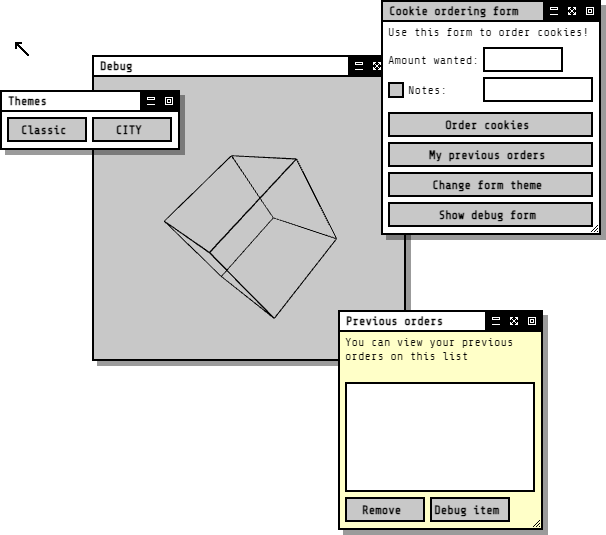 Cookie ordering form
Use this form to order cookies!
Amount wanted:
Notes:
Order cookies
My previous orders
Change form theme
Show debug form
Debug
Themes
Classic
CITY
Previous orders
You can view your previous
orders on this list
Remove
Debug item